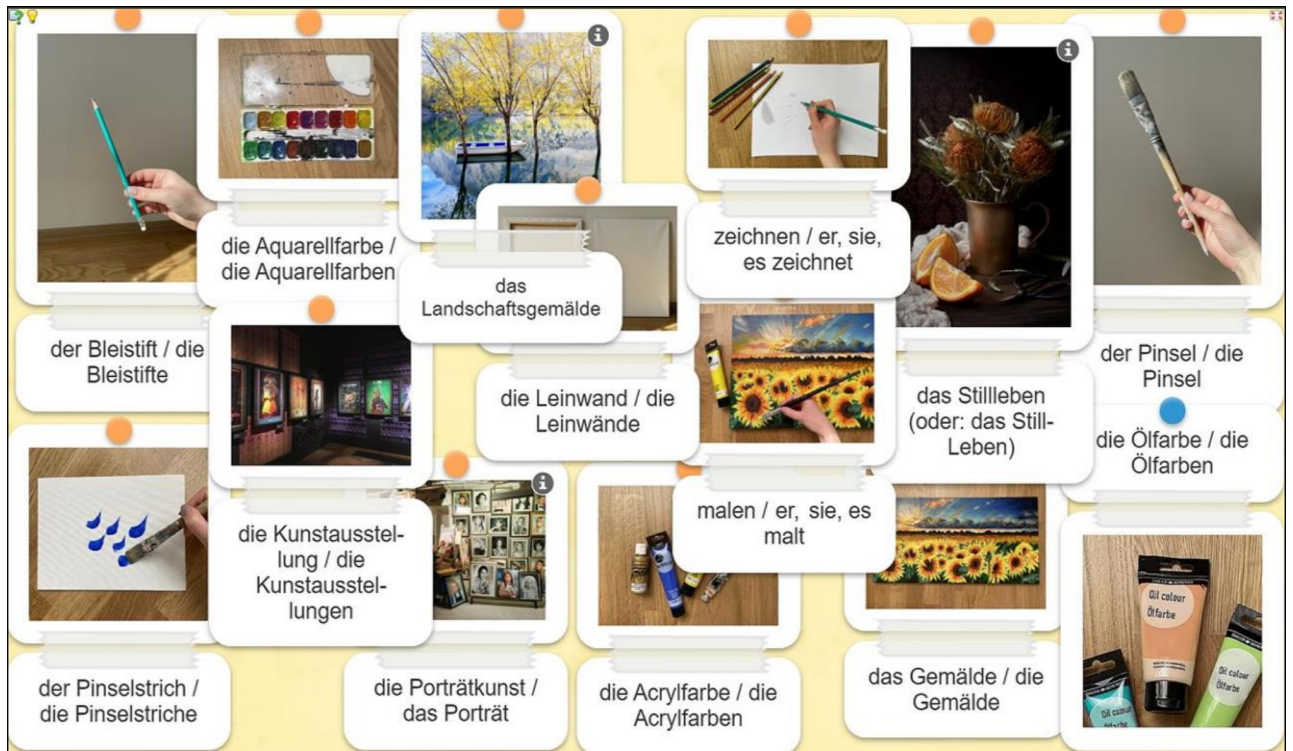 die Aquarellfarbe /
die Aquarellfarben
das
Landschaftsgemälde
zeichnen / er, sie,
es zeichnet
der Bleistift / die
Bleistifte
die Leinwand / die
Leinwände
das Stillleben
(oder: das Still-
Leben)
der Pinsel / die
Pinsel
die Ölfarbe / die
Ölfarben
die Kunstausstel-
lung / die
Kunstausstel-
lungen
malen / er, sie, es
malt
der Pinselstrich /
die Pinselstriche
die Porträtkunst /
das Porträt
die Acrylfarbe / die
Acrylfarben
das Gemälde / die
Gemälde
Oil colour
Ölfarbe
Oil colour
Ölfarbe
Oil colour